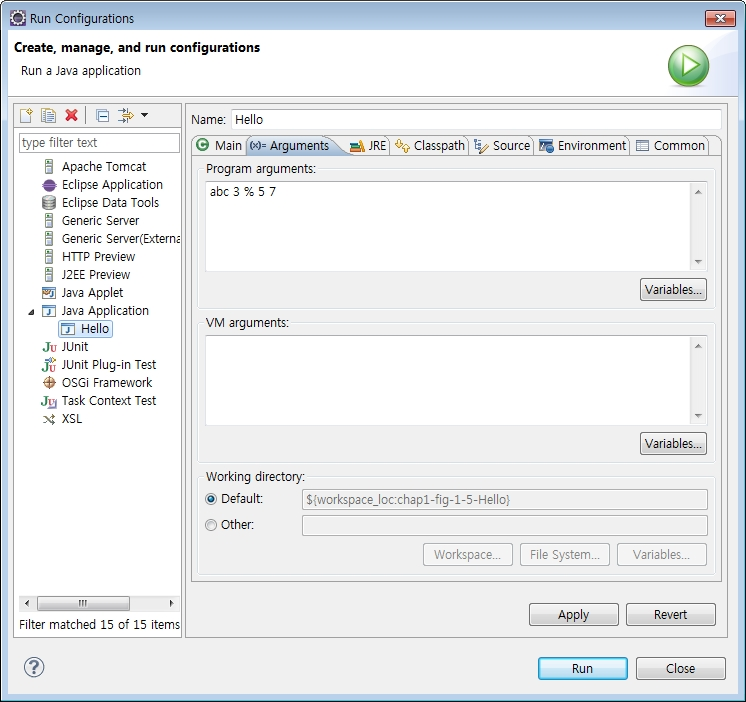 Run Configurations
Create, manage, and run configurations
Run a Java application
type filter text
Apache Tomcat
Eclipse Application
Eclipse Data Tools
Generic Server
Generic Server(Externa
HTTP Preview
J2EE Preview
Java Applet
Java Application
Hello
JUnit
JUnit Plug-in Test
OSGi Framework
Task Context Test
XSL
Filter matched 15 of 15 items
Name: Hello
Main (x)= Arguments JRE Classpath Source Environment Common
Program arguments:
abc 3 % 5 7
Variables...
VM arguments:
Variables...
Working directory:
Default: ${workspace_loc:chap1-fig-1-5-Hello}
Other:
Workspace... File System... Variables...
Apply Revert
Run Close